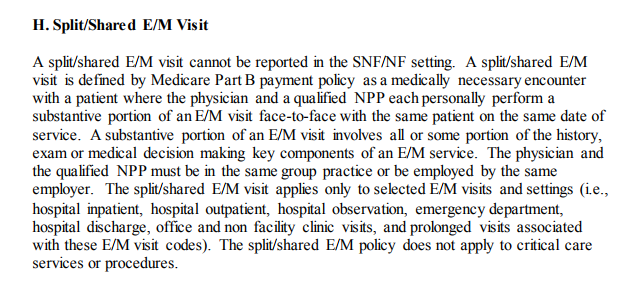 H. Split/Shared E/M Visit
A split/shared E/M visit cannot be reported in the SNF/NF setting. A split/shared E/M
visit is defined by Medicare Part B payment policy as a medically necessary encounter
with a patient where the physician and a qualified NPP each personally perform a
substantive portion of an E/M visit face-to-face with the same patient on the same date of
service. A substantive portion of an E/M visit involves all or some portion of the history,
exam or medical decision making key components of an E/M service. The physician and
the qualified NPP must be in the same group practice or be employed by the same
employer. The split/shared E/M visit applies only to selected E/M visits and settings (i.e.,
hospital inpatient, hospital outpatient, hospital observation, emergency department,
hospital discharge, office and non facility clinic visits, and prolonged visits associated
with these E/M visit codes). The split/shared E/M policy does not apply to critical care
services or procedures.